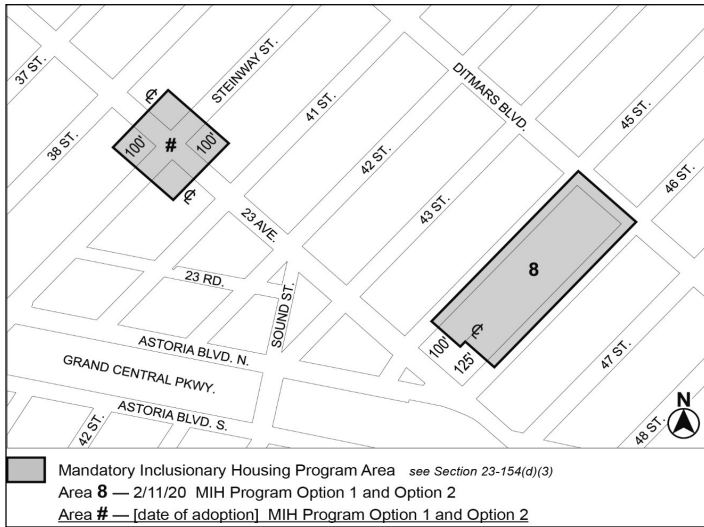 37 ST.
38 ST.
STEINWAY ST.
41 ST.
DITMARS BLVD.
45 ST.
46 ST.
42 ST.
43 ST.
℄
100'
#
100'
℄
23 AVE.
23 RD.
SOUND ST.
8
℄
100'
125'
47 ST.
48 ST.
ASTORIA BLVD. N.
GRAND CENTRAL PKWY.
ASTORIA BLVD. S.
42 ST.
N
Mandatory Inclusionary Housing Program Area see Section 23-154(d)(3)
Area 8 — 2/11/20 MIH Program Option 1 and Option 2
Area # — [date of adoption] MIH Program Option 1 and Option 2